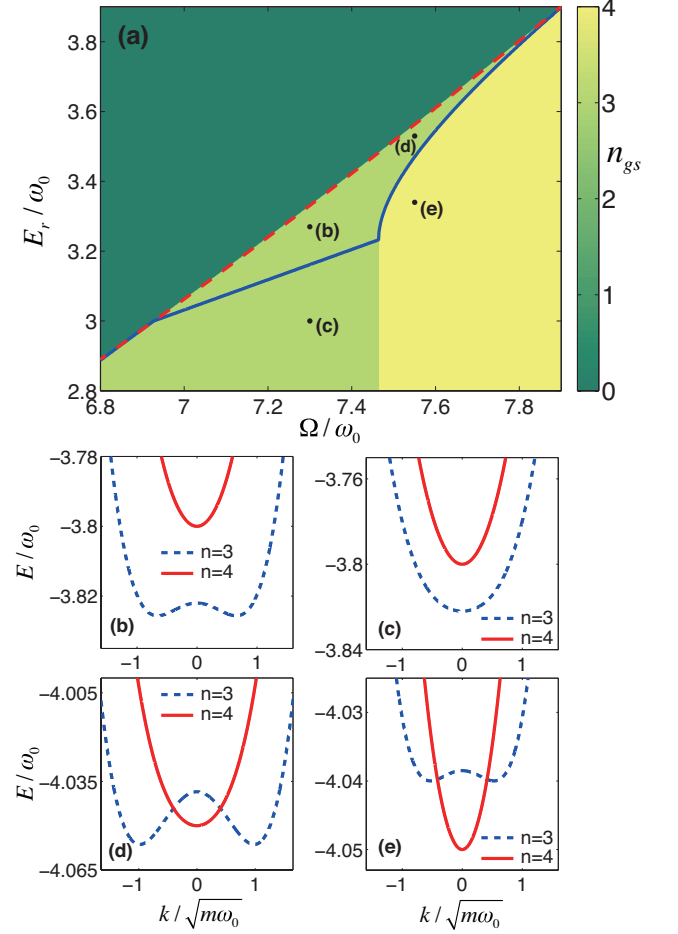 (a)
3.8
3.6
3.4
3.2
3
2.8
E_r / ω_0
(b)
(c)
(d)
(e)
6.8 7 7.2 7.4 7.6 7.8
Ω / ω_0
4
3
2
1
0
n_gs
−3.78
−3.8
−3.82
E / ω_0
n=3
n=4
(b)
−1 0 1
−3.76
−3.8
−3.84
n=3
n=4
(c)
−1 0 1
−4.005
−4.035
−4.065
E / ω_0
n=3
n=4
(d)
−1 0 1
k / √mω_0
−4.03
−4.04
−4.05
n=3
n=4
(e)
−1 0 1
k / √mω_0